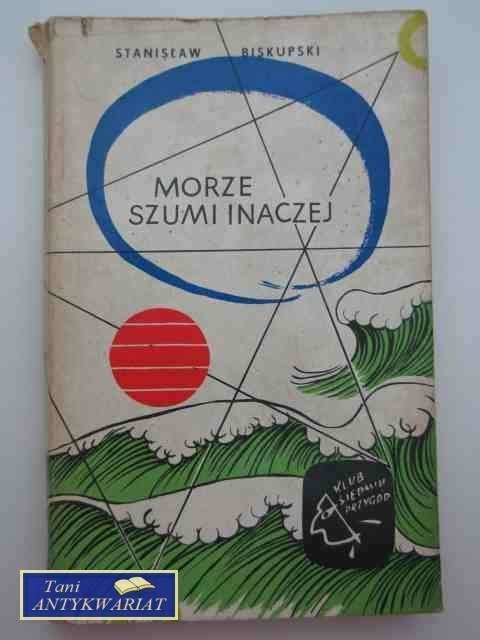 STANISŁAW BISKUPSKI
MORZE
SZUMI INACZEJ
KLUB
SIEDMIU
PRZYGÓD
Tani
ANTYKWARIAT